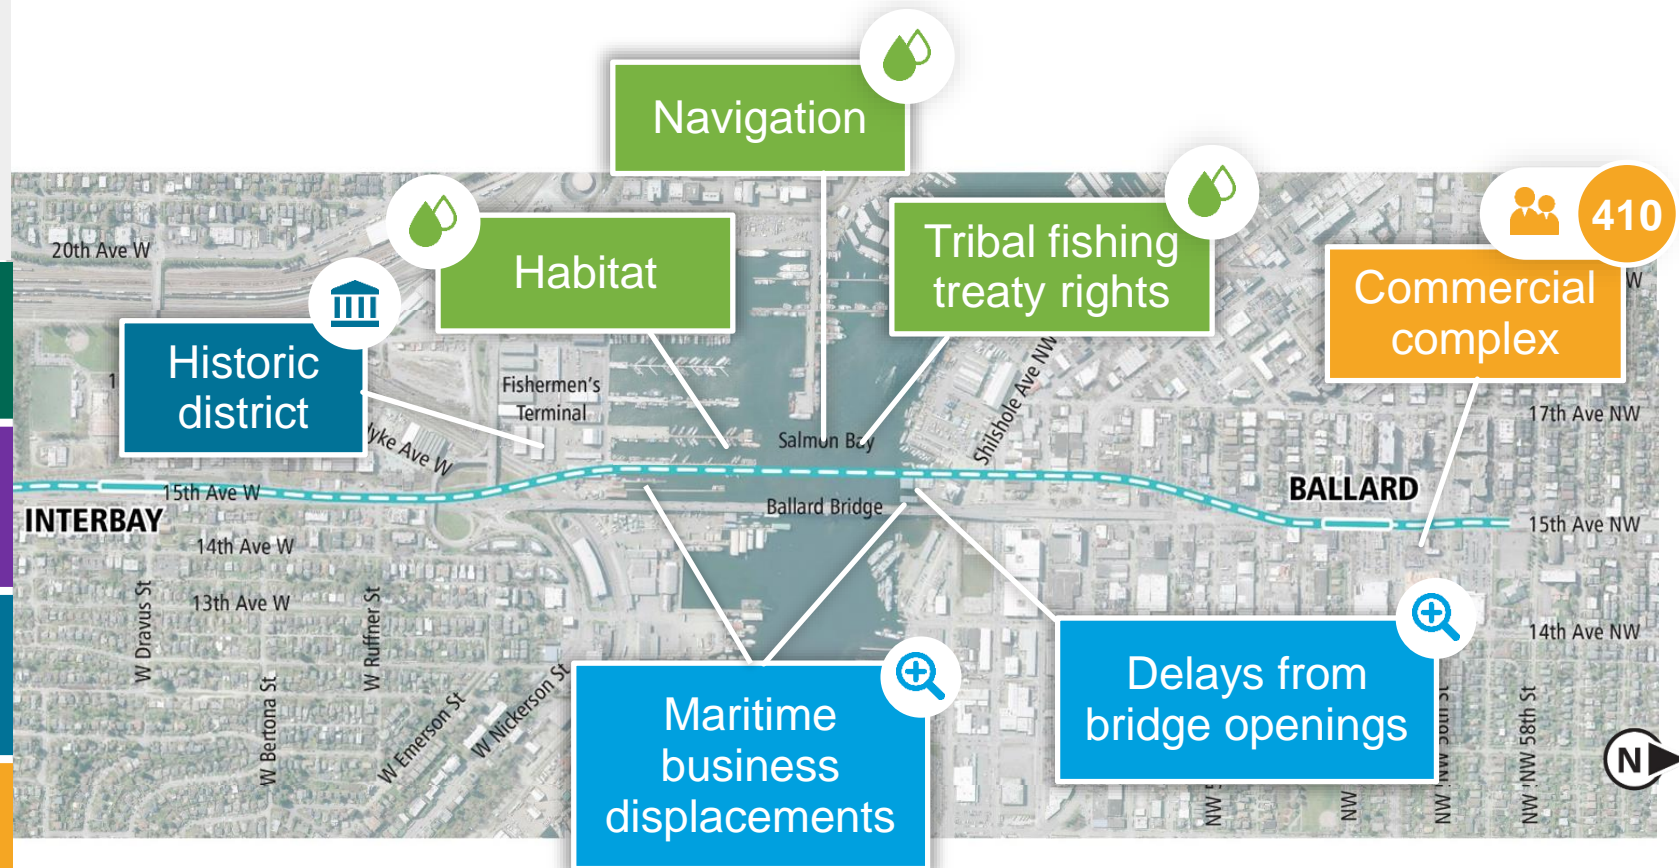 Navigation
Habitat
Tribal fishing
treaty rights
410
Commercial
complex
Historic
district
20th Ave W
Fishermen's
Terminal
Shilshole Ave NW
17th Ave NW
Salmon Bay
15th Ave W
INTERBAY
Ballard Bridge
BALLARD
15th Ave NW
14th Ave W
13th Ave W
14th Ave NW
W Dravus St
W Bertona St
W Ruffner St
W Emerson St
W Nickerson St
Maritime
business
displacements
Delays from
bridge openings
NW 58th St
N